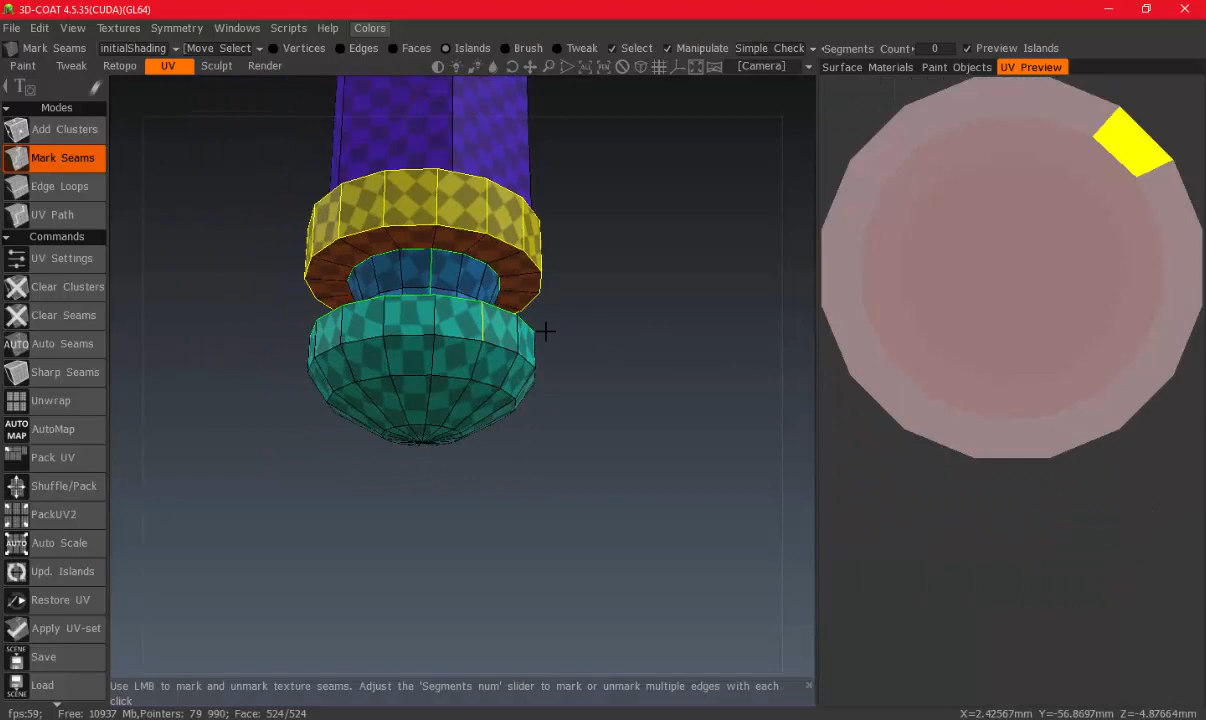 3D-COAT 4.5.35(CUDA)(GL64)
File Edit View Textures Symmetry Windows Scripts Help Colors
Mark Seams initialShading [Move Select Vertices Edges Faces Islands Brush Tweak Select Manipulate Simple Check Segments Count 0 Preview Islands
Paint Tweak Retopo UV Sculpt Render [Camera] Surface Materials Paint Objects UV Preview
Modes
Add Clusters
Mark Seams
Edge Loops
UV Path
Commands
UV Settings
Clear Clusters
Clear Seams
AUTO Auto Seams
Sharp Seams
Unwrap
AUTO MAP AutoMap
Pack UV
Shuffle/Pack
PackUV2
AUTO Auto Scale
Upd. Islands
Restore UV
Apply UV-set
SCENE Save
Load
SCENE
Use LMB to mark and unmark texture seams. Adjust the 'Segments num' slider to mark or unmark multiple edges with each
click
fps:59; Free: 10937 Mb,Pointers: 79 990; Face: 524/524 X=2.42567mm Y=-56.8697mm Z=-4.87664mm